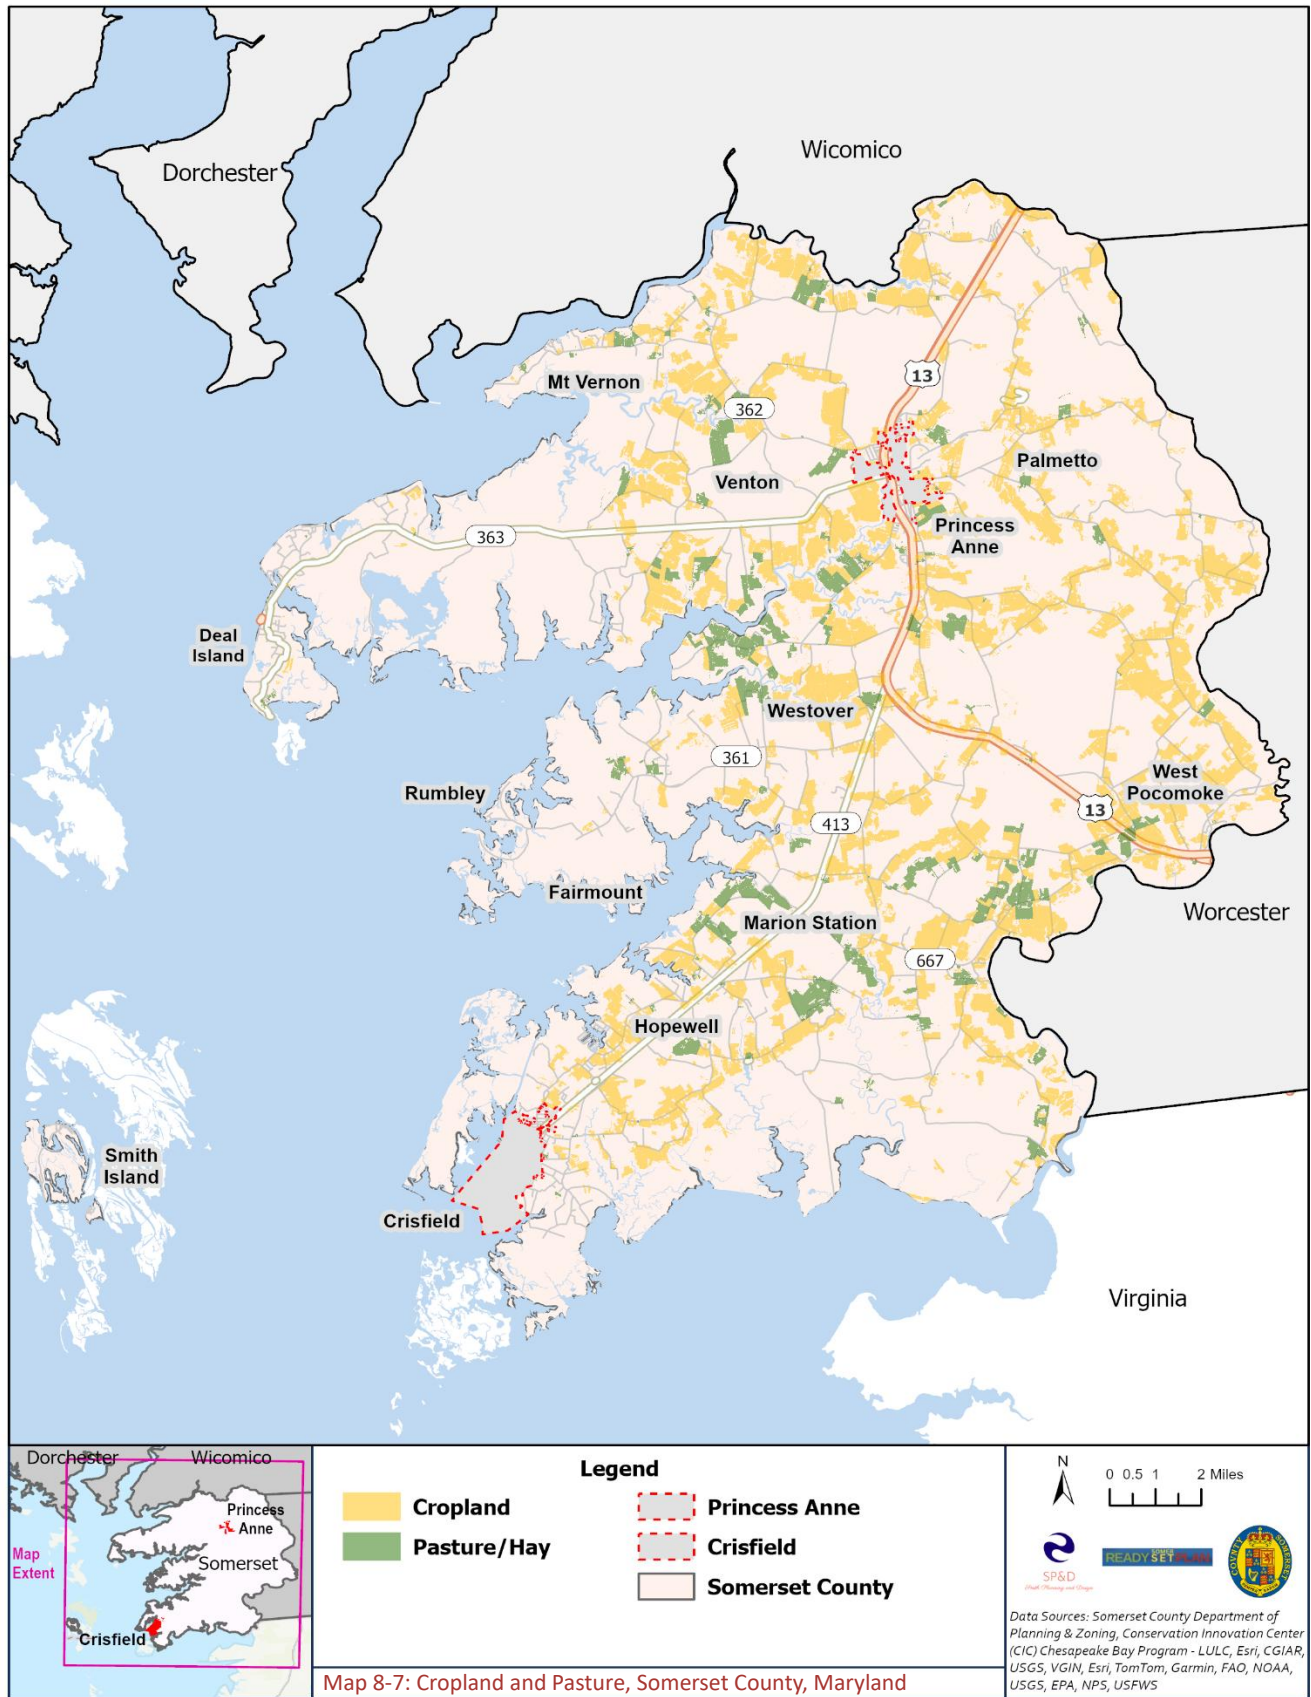 Wicomico
Dorchester
13
Mt Vernon
362
Palmetto
Venton
Princess
Anne
363
Deal
Island
Westover
361
West
Pocomoke
Rumbley
13
413
Fairmount
Worcester
Marion Station
667
Hopewell
Smith
Island
Crisfield
Virginia
Dorchester
Wicomico
Princess
Anne
Map
Extent
Somerset
Crisfield
Legend
Cropland
Pasture/Hay
Princess Anne
Crisfield
Somerset County
Map 8-7: Cropland and Pasture, Somerset County, Maryland
N
0 0.5 1 2 Miles
SP&D
READY SOMER SET PLAN
SOMERSET COUNTY
Data Sources: Somerset County Department of
Planning & Zoning, Conservation Innovation Center
(CIC) Chesapeake Bay Program - LULC, Esri, CGIAR,
USGS, VGIN, Esri, TomTom, Garmin, FAO, NOAA,
USGS, EPA, NPS, USFWS